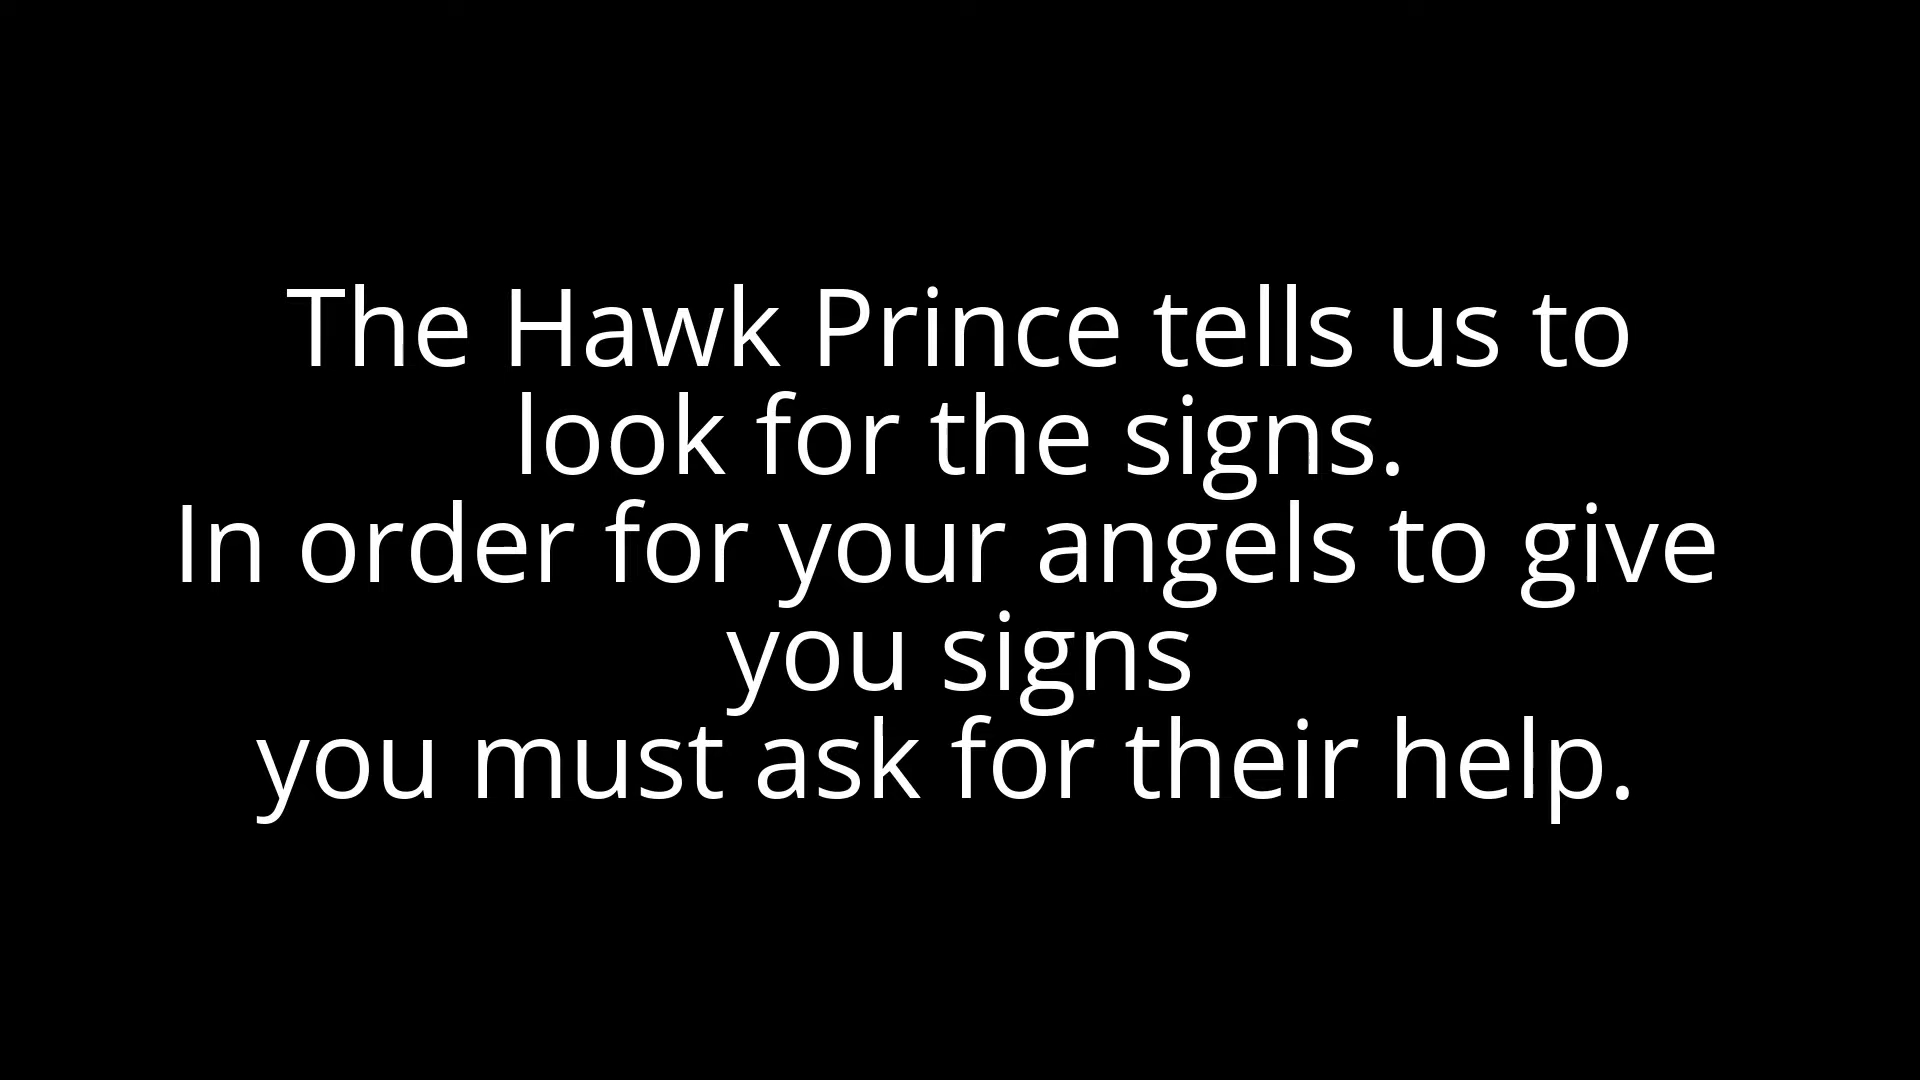 The Hawk Prince tells us to
look for the signs.
In order for your angels to give
you signs
you must ask for their help.